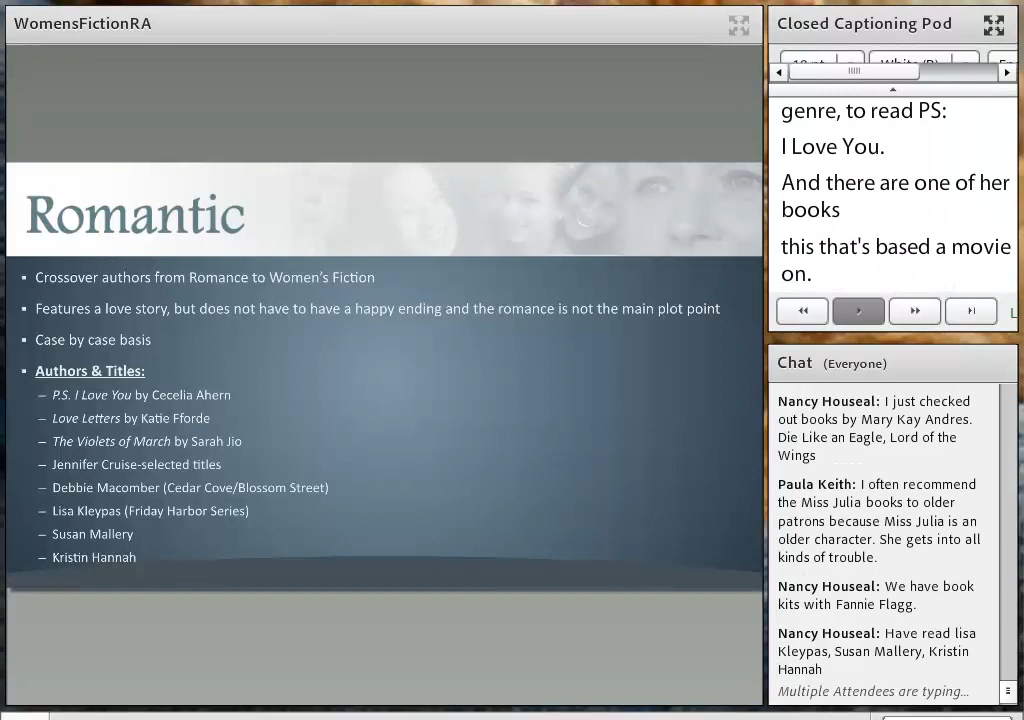 WomensFictionRA
Romantic
▪ Crossover authors from Romance to Women's Fiction
▪ Features a love story, but does not have to have a happy ending and the romance is not the main plot point
▪ Case by case basis
▪ Authors & Titles:
– P.S. I Love You by Cecelia Ahern
– Love Letters by Katie Fforde
– The Violets of March by Sarah Jio
– Jennifer Cruise-selected titles
– Debbie Macomber (Cedar Cove/Blossom Street)
– Lisa Kleypas (Friday Harbor Series)
– Susan Mallery
– Kristin Hannah
Closed Captioning Pod
genre, to read PS:
I Love You.
And there are one of her
books
this that's based a movie
on.
Chat (Everyone)
Nancy Houseal: I just checked
out books by Mary Kay Andres.
Die Like an Eagle, Lord of the
Wings
Paula Keith: I often recommend
the Miss Julia books to older
patrons because Miss Julia is an
older character. She gets into all
kinds of trouble.
Nancy Houseal: We have book
kits with Fannie Flagg.
Nancy Houseal: Have read lisa
Kleypas, Susan Mallery, Kristin
Hannah
Multiple Attendees are typing...